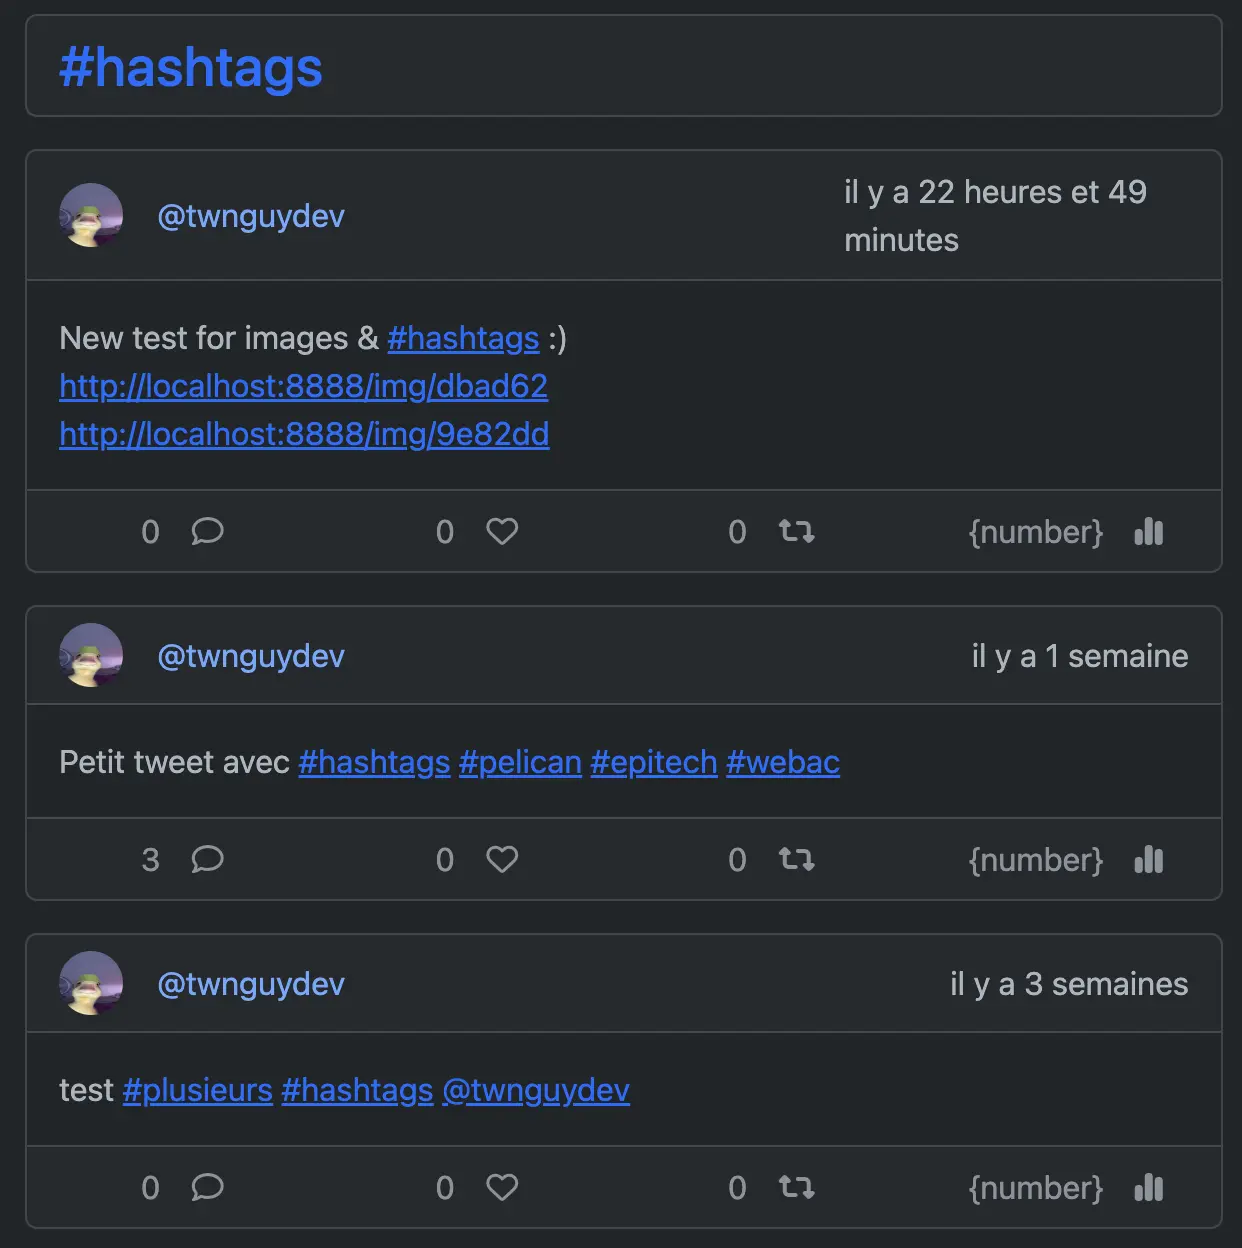 #hashtags
@twnguydev
il y a 22 heures et 49
minutes
New test for images & #hashtags :)
http://localhost:8888/img/dbad62
http://localhost:8888/img/9e82dd
0 0 0 {number}
@twnguydev il y a 1 semaine
Petit tweet avec #hashtags #pelican #epitech #webac
3 0 0 {number}
@twnguydev il y a 3 semaines
test #plusieurs #hashtags @twnguydev
0 0 0 {number}